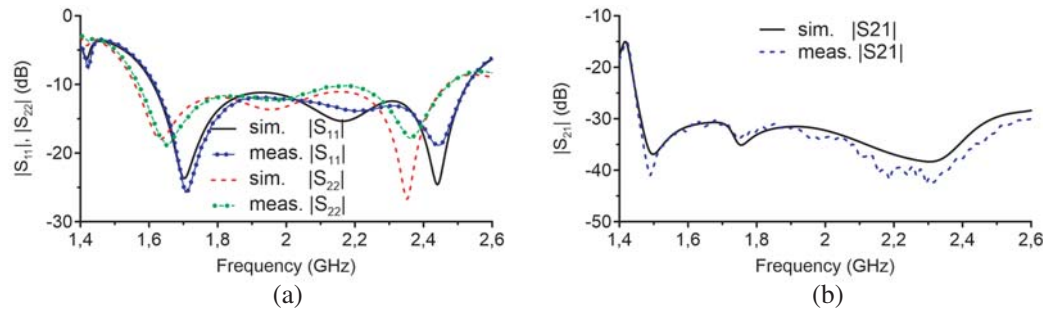 0
-10
-20
-30
|S₁₁|, |S₂₂| (dB)
sim. |S₁₁|
meas. |S₁₁|
sim. |S₂₂|
meas. |S₂₂|
1,4 1,6 1,8 2 2,2 2,4 2,6
Frequency (GHz)
(a)
-10
-20
-30
-40
-50
|S₂₁| (dB)
sim. |S21|
meas. |S21|
1,4 1,6 1,8 2 2,2 2,4 2,6
Frequency (GHz)
(b)